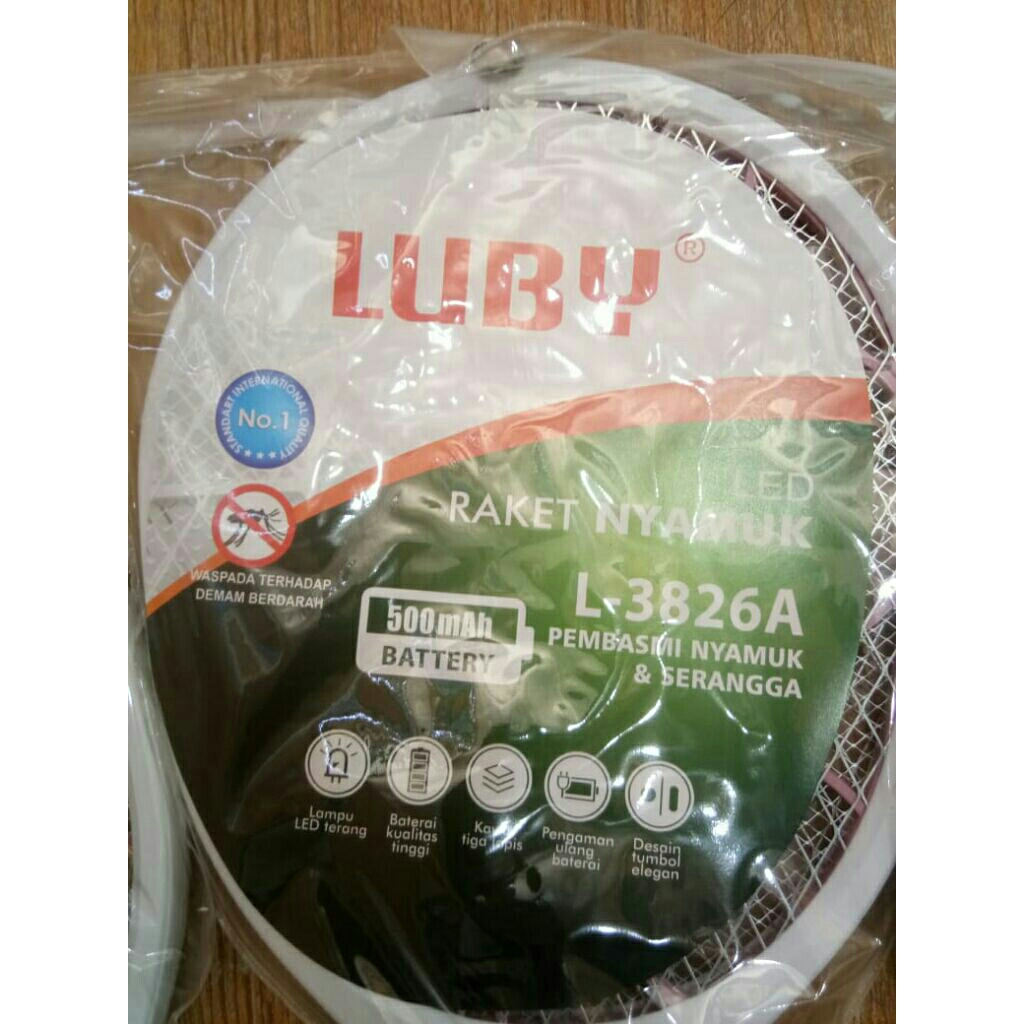 LUBY®
STANDART INTERNATIONAL QUALITY
No.1
LED
RAKET NYAMUK
WASPADA TERHADAP
DEMAM BERDARAH
L-3826A
500mAh
BATTERY
PEMBASMI NYAMUK
& SERANGGA
Lampu
LED terang
Baterai
kualitas
tinggi
tiga lapis
Pengaman
ulang
baterai
Desain
tumbol
elegan